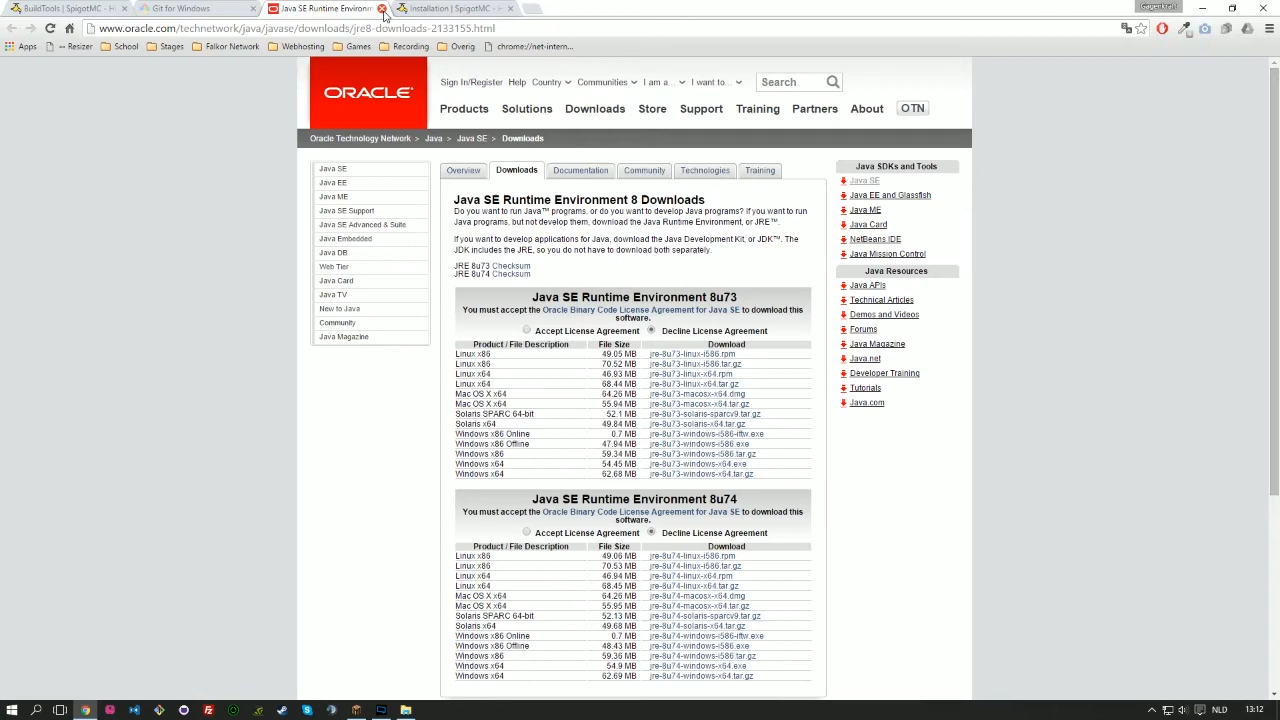 BuildTools | SpigotMC - Hi
Git for Windows
Java SE Runtime Environm
Installation | SpigotMC - H
Gagenkraft
www.oracle.com/technetwork/java/javase/downloads/jre8-downloads-2133155.html
Apps
-- Resizer
School
Stages
Falkor Network
Webhosting
Games
Recording
Overig
chrome://net-intern...
ORACLE
Sign In/Register Help Country Communities I am a... I want to... Search
Products Solutions Downloads Store Support Training Partners About OTN
Oracle Technology Network > Java > Java SE > Downloads
Java SE
Java EE
Java ME
Java SE Support
Java SE Advanced & Suite
Java Embedded
Java DB
Web Tier
Java Card
Java TV
New to Java
Community
Java Magazine
Overview Downloads Documentation Community Technologies Training
Java SE Runtime Environment 8 Downloads
Do you want to run Java™ programs, or do you want to develop Java programs? If you want to run
Java programs, but not develop them, download the Java Runtime Environment, or JRE™.
If you want to develop applications for Java, download the Java Development Kit, or JDK™. The
JDK includes the JRE, so you do not have to download both separately.
JRE 8u73 Checksum
JRE 8u74 Checksum
Java SE Runtime Environment 8u73
You must accept the Oracle Binary Code License Agreement for Java SE to download this
software.
Accept License Agreement Decline License Agreement
Product / File Description File Size Download
Linux x86 49.05 MB jre-8u73-linux-i586.rpm
Linux x86 70.52 MB jre-8u73-linux-i586.tar.gz
Linux x64 46.93 MB jre-8u73-linux-x64.rpm
Linux x64 68.44 MB jre-8u73-linux-x64.tar.gz
Mac OS X x64 64.26 MB jre-8u73-macosx-x64.dmg
Mac OS X x64 55.94 MB jre-8u73-macosx-x64.tar.gz
Solaris SPARC 64-bit 52.1 MB jre-8u73-solaris-sparcv9.tar.gz
Solaris x64 49.84 MB jre-8u73-solaris-x64.tar.gz
Windows x86 Online 0.7 MB jre-8u73-windows-i586-iftw.exe
Windows x86 Offline 47.94 MB jre-8u73-windows-i586.exe
Windows x86 59.34 MB jre-8u73-windows-i586.tar.gz
Windows x64 54.45 MB jre-8u73-windows-x64.exe
Windows x64 62.68 MB jre-8u73-windows-x64.tar.gz
Java SE Runtime Environment 8u74
You must accept the Oracle Binary Code License Agreement for Java SE to download this
software.
Accept License Agreement Decline License Agreement
Product / File Description File Size Download
Linux x86 49.06 MB jre-8u74-linux-i586.rpm
Linux x86 70.53 MB jre-8u74-linux-i586.tar.gz
Linux x64 46.94 MB jre-8u74-linux-x64.rpm
Linux x64 68.45 MB jre-8u74-linux-x64.tar.gz
Mac OS X x64 64.26 MB jre-8u74-macosx-x64.dmg
Mac OS X x64 55.95 MB jre-8u74-macosx-x64.tar.gz
Solaris SPARC 64-bit 52.13 MB jre-8u74-solaris-sparcv9.tar.gz
Solaris x64 49.68 MB jre-8u74-solaris-x64.tar.gz
Windows x86 Online 0.7 MB jre-8u74-windows-i586-iftw.exe
Windows x86 Offline 48.43 MB jre-8u74-windows-i586.exe
Windows x86 59.36 MB jre-8u74-windows-i586.tar.gz
Windows x64 54.9 MB jre-8u74-windows-x64.exe
Windows x64 62.69 MB jre-8u74-windows-x64.tar.gz
Java SDKs and Tools
Java SE
Java EE and Glassfish
Java ME
Java Card
NetBeans IDE
Java Mission Control
Java Resources
Java APIs
Technical Articles
Demos and Videos
Forums
Java Magazine
Java.net
Developer Training
Tutorials
Java.com
NLD 13:12